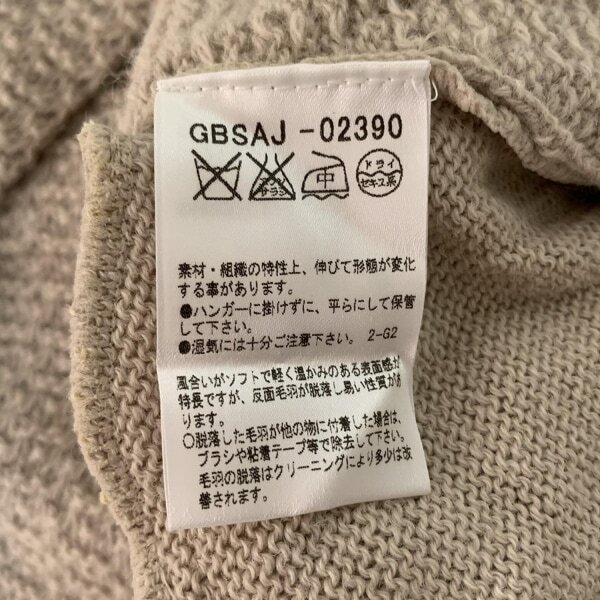 GBSAJ-02390
エンソ サラシ
中
ドライ
セキユ系
素材・組織の特性上、伸びて形態が変化
する事があります。
●ハンガーに掛けずに、平らにして保管
して下さい。
●湿気には十分ご注意下さい。 2-G2
風合いがソフトで軽く温かみのある表面感が
特長ですが、反面毛羽が脱落し易い性質があ
ります。
○脱落した毛羽が他の物に付着した場合は、
ブラシや粘着テープ等で除去して下さい。
毛羽の脱落はクリーニングにより多少は改
善されます。